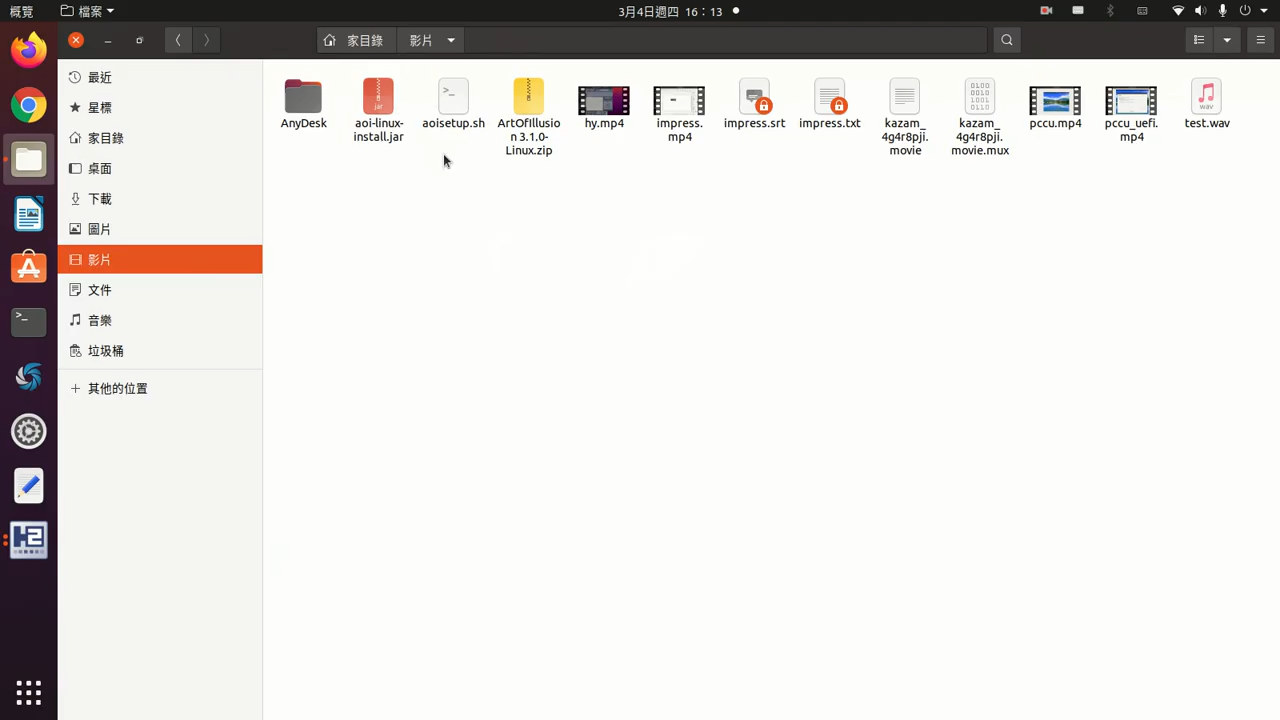 概覽
檔案
3月4日週四 16：13
家目錄
影片
最近
星標
家目錄
桌面
下載
圖片
影片
文件
音樂
垃圾桶
其他的位置
AnyDesk
jar
aoi-linux-
install.jar
>_
aoisetup.sh
ArtOfIllusio
n 3.1.0-
Linux.zip
hy.mp4
impress.
mp4
impress.srt
impress.txt
kazam_
4g4r8pji.
movie
kazam_
4g4r8pji.
movie.mux
pccu.mp4
pccu_uefi.
mp4
wav
test.wav
>_
H2